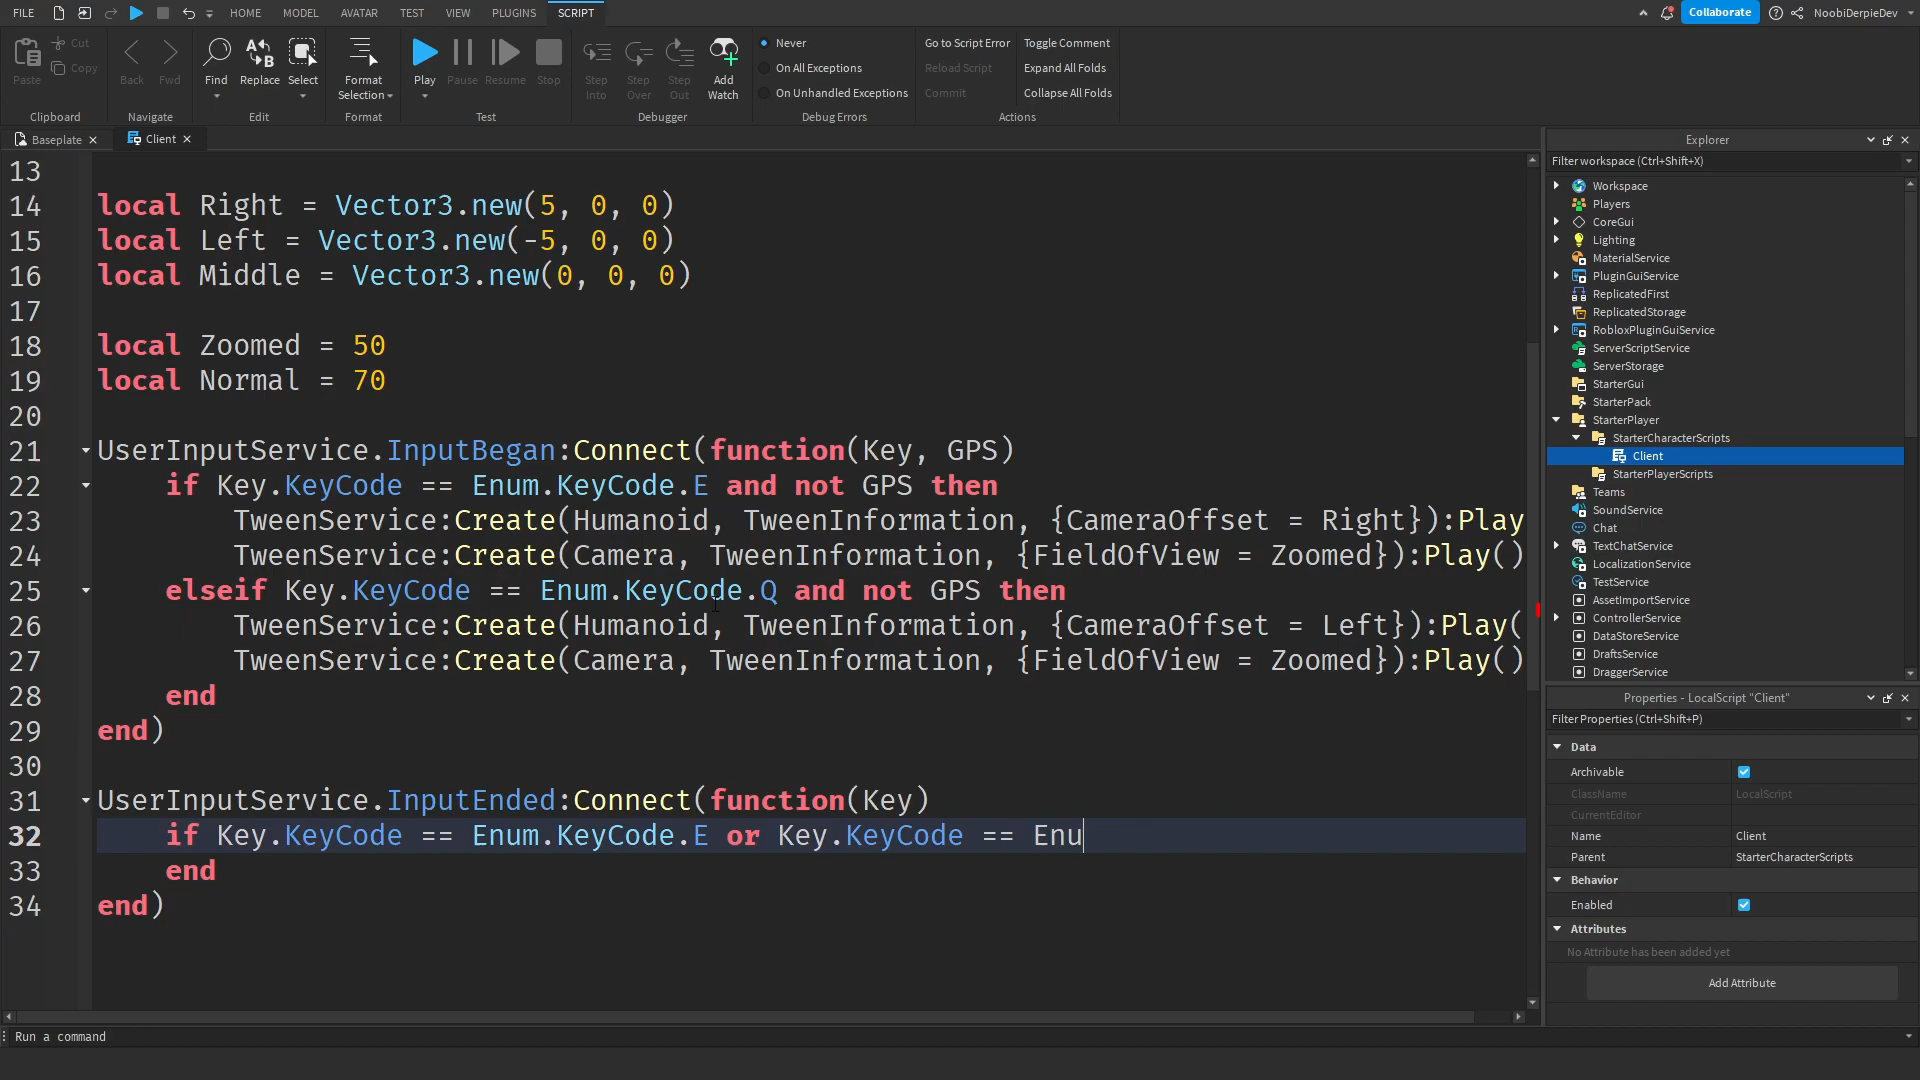 FILE HOME MODEL AVATAR TEST VIEW PLUGINS SCRIPT Collaborate NoobiDerpieDev
Paste Cut Copy Back Fwd Find Replace Select Format Selection Play Pause Resume Stop Step Into Step Over Step Out Add Watch
Never
On All Exceptions
On Unhandled Exceptions
Go to Script Error
Reload Script
Commit
Toggle Comment
Expand All Folds
Collapse All Folds
Clipboard Navigate Edit Format Test Debugger Debug Errors Actions
Baseplate Client
13
14 local Right = Vector3.new(5, 0, 0)
15 local Left = Vector3.new(-5, 0, 0)
16 local Middle = Vector3.new(0, 0, 0)
17
18 local Zoomed = 50
19 local Normal = 70
20
21 UserInputService.InputBegan:Connect(function(Key, GPS)
22 if Key.KeyCode == Enum.KeyCode.E and not GPS then
23 TweenService:Create(Humanoid, TweenInformation, {CameraOffset = Right}):Play
24 TweenService:Create(Camera, TweenInformation, {FieldOfView = Zoomed}):Play()
25 elseif Key.KeyCode == Enum.KeyCode.Q and not GPS then
26 TweenService:Create(Humanoid, TweenInformation, {CameraOffset = Left}):Play(
27 TweenService:Create(Camera, TweenInformation, {FieldOfView = Zoomed}):Play()
28 end
29 end)
30
31 UserInputService.InputEnded:Connect(function(Key)
32 if Key.KeyCode == Enum.KeyCode.E or Key.KeyCode == Enu
33 end
34 end)
Run a command
Explorer
Filter workspace (Ctrl+Shift+X)
Workspace
Players
CoreGui
Lighting
MaterialService
PluginGuiService
ReplicatedFirst
ReplicatedStorage
RobloxPluginGuiService
ServerScriptService
ServerStorage
StarterGui
StarterPack
StarterPlayer
StarterCharacterScripts
Client
StarterPlayerScripts
Teams
SoundService
Chat
TextChatService
LocalizationService
TestService
AssetImportService
ControllerService
DataStoreService
DraftsService
DraggerService
Properties - LocalScript "Client"
Filter Properties (Ctrl+Shift+P)
Data
Archivable
ClassName LocalScript
CurrentEditor
Name Client
Parent StarterCharacterScripts
Behavior
Enabled
Attributes
No Attribute has been added yet
Add Attribute